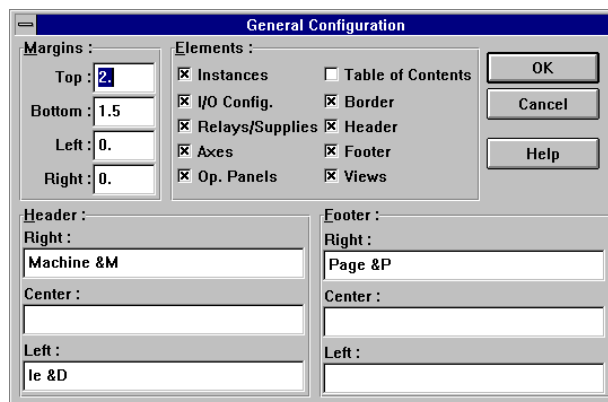 General Configuration
Margins :
Top : 2.
Bottom : 1.5
Left : 0.
Right : 0.
Elements :
Instances
Table of Contents
I/O Config.
Border
Relays/Supplies
Header
Axes
Footer
Op. Panels
Views
OK
Cancel
Help
Header :
Right :
Machine &M
Center :
Left :
le &D
Footer :
Right :
Page &P
Center :
Left :